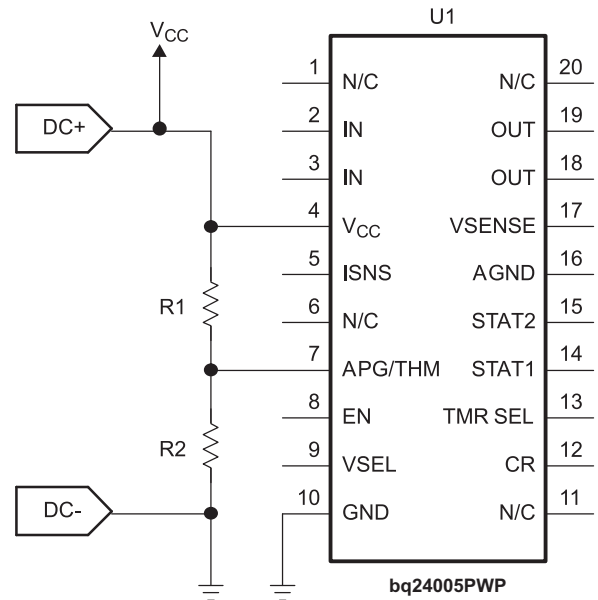 U1
VCC
DC+
R1
R2
DC-
1 N/C
2 IN
3 IN
4 VCC
5 ISNS
6 N/C
7 APG/THM
8 EN
9 VSEL
10 GND
N/C 20
OUT 19
OUT 18
VSENSE 17
AGND 16
STAT2 15
STAT1 14
TMR SEL 13
CR 12
N/C 11
bq24005PWP